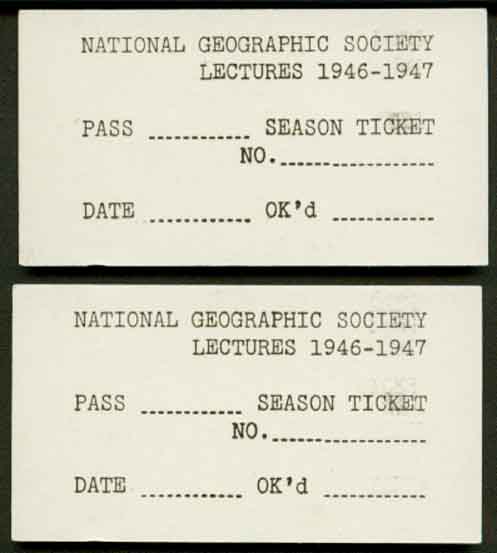 NATIONAL GEOGRAPHIC SOCIETY
LECTURES 1946-1947
PASS ............ SEASON TICKET
NO...................
DATE ............ OK'd ............
NATIONAL GEOGRAPHIC SOCIETY
LECTURES 1946-1947
PASS ............ SEASON TICKET
NO...................
DATE ............ OK'd ............